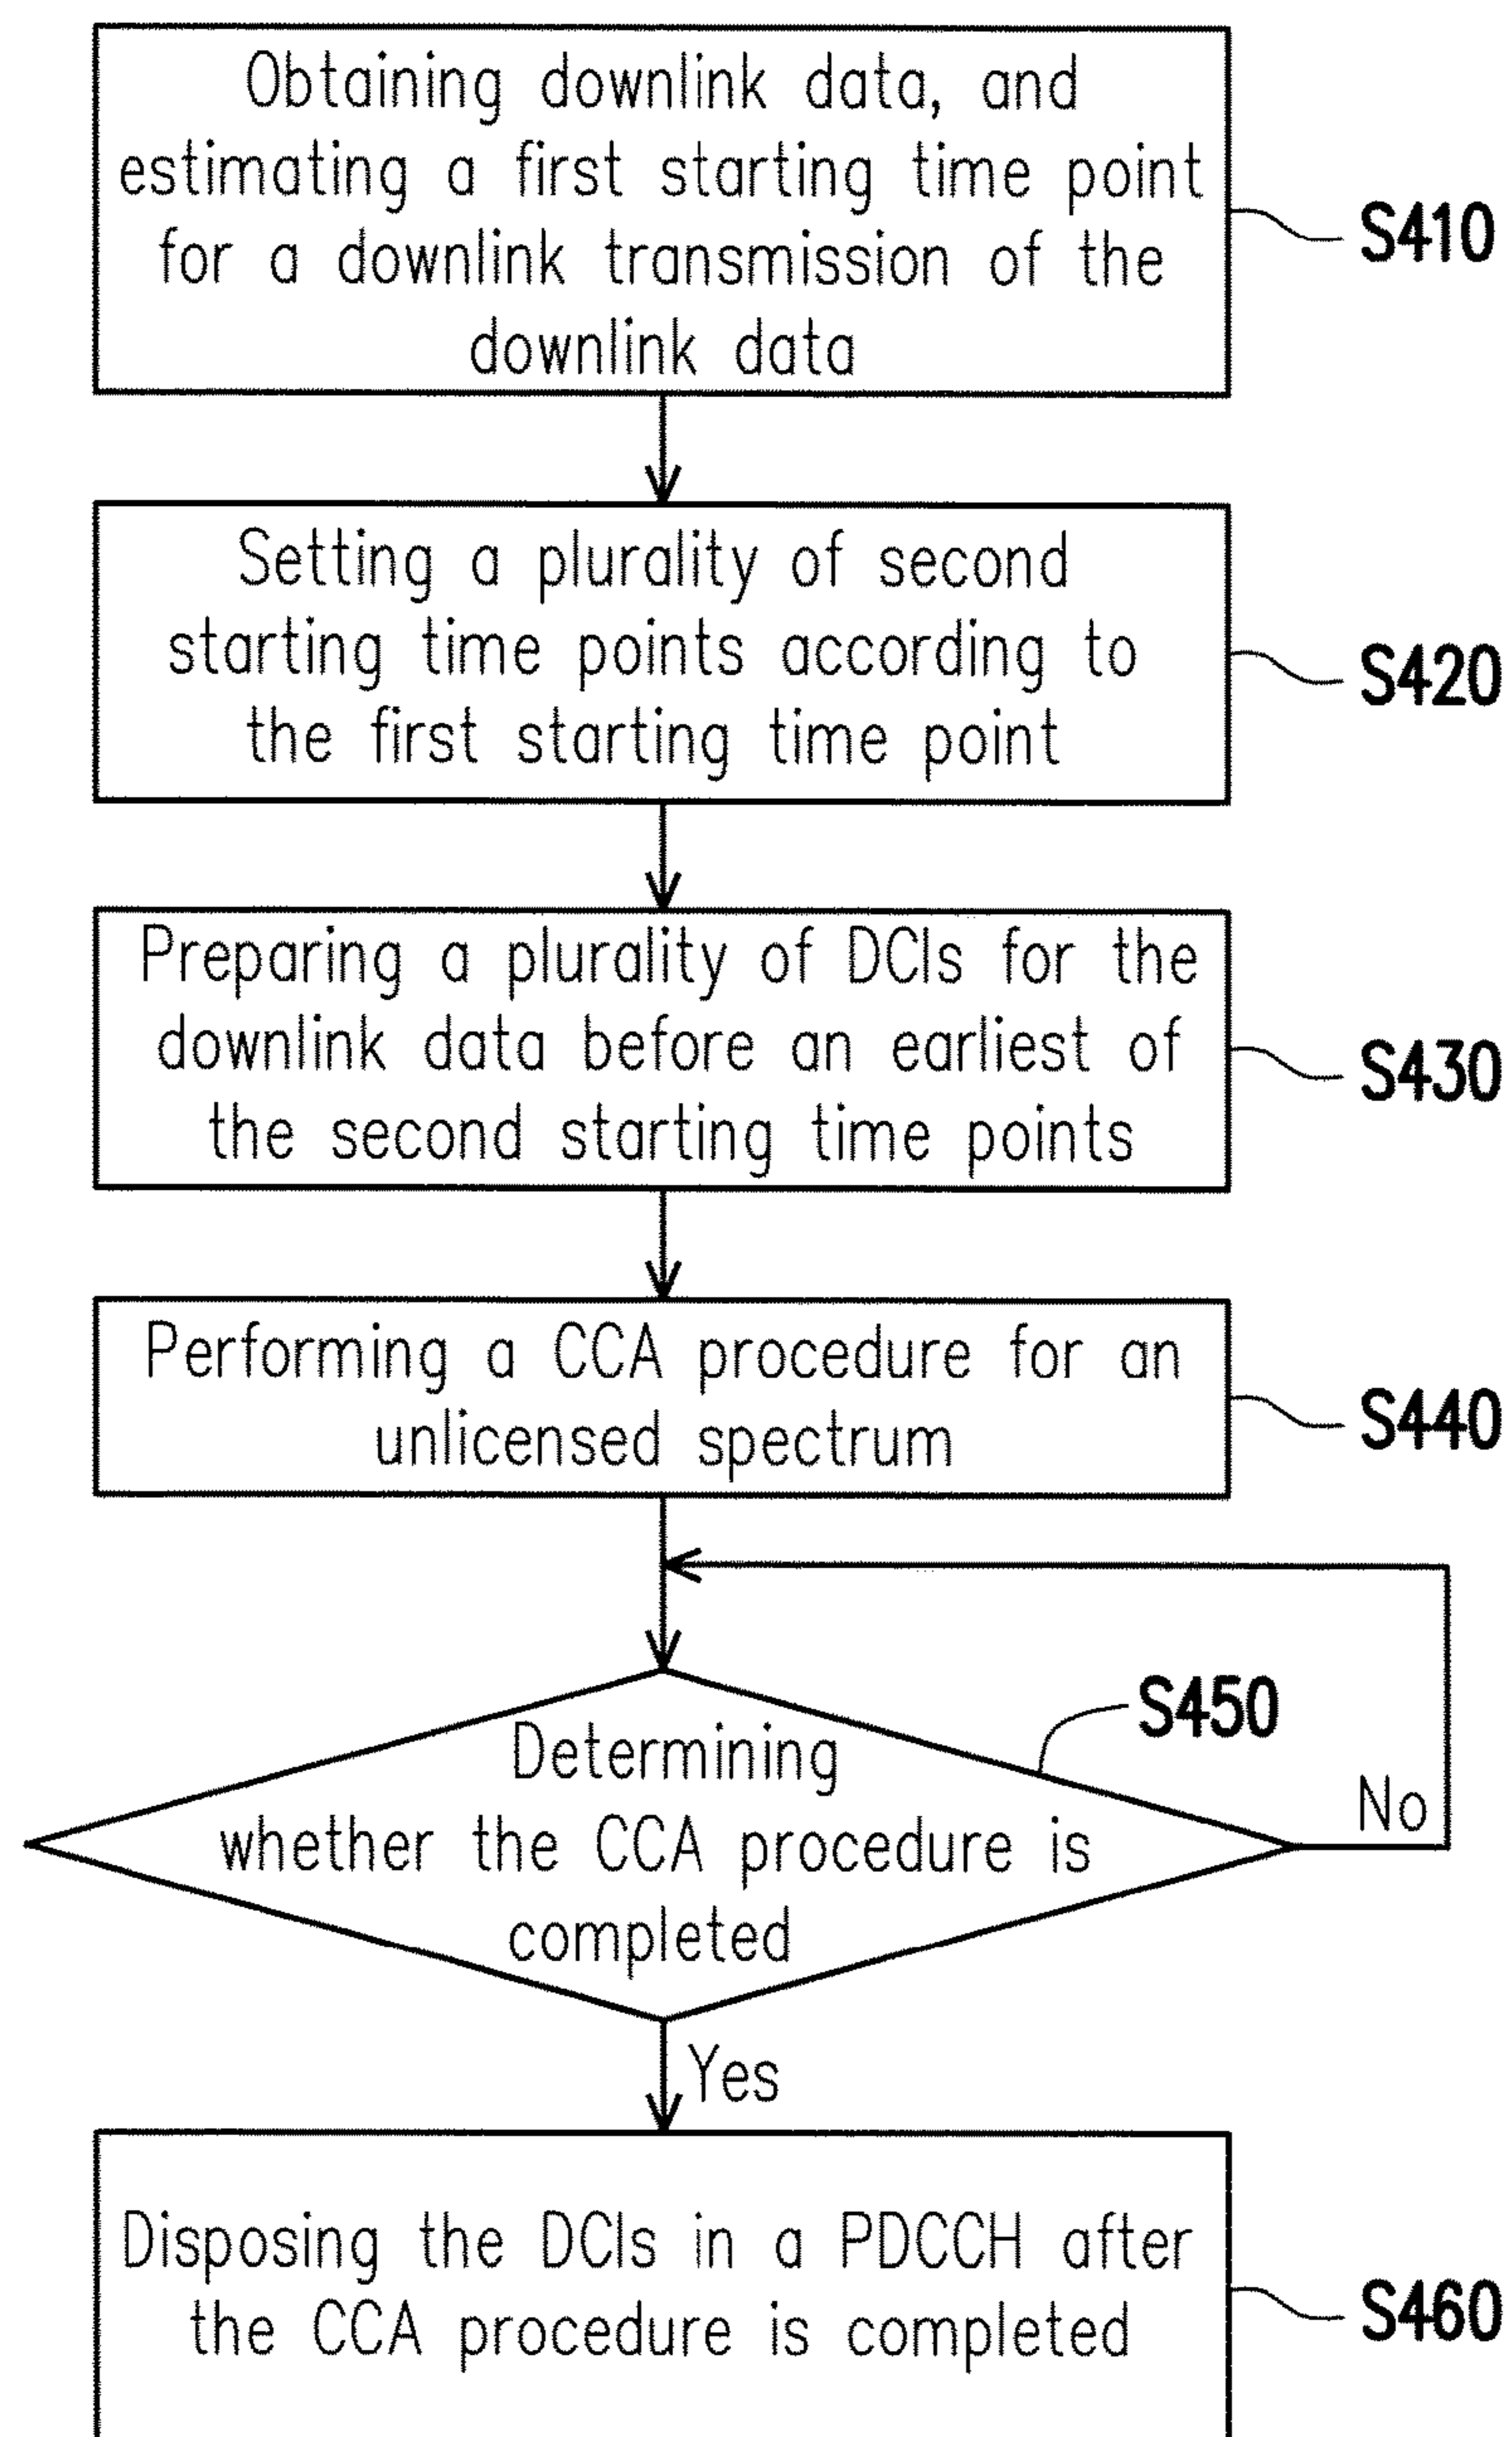 Obtaining downlink data, and
estimating a first starting time point
for a downlink transmission of the
downlink data
S410
Setting a plurality of second
starting time points according to
the first starting time point
S420
Preparing a plurality of DCIs for the
downlink data before an earliest of
the second starting time points
S430
Performing a CCA procedure for an
unlicensed spectrum
S440
S450
Determining
whether the CCA procedure is
completed
No
Yes
Disposing the DCIs in a PDCCH after
the CCA procedure is completed
S460